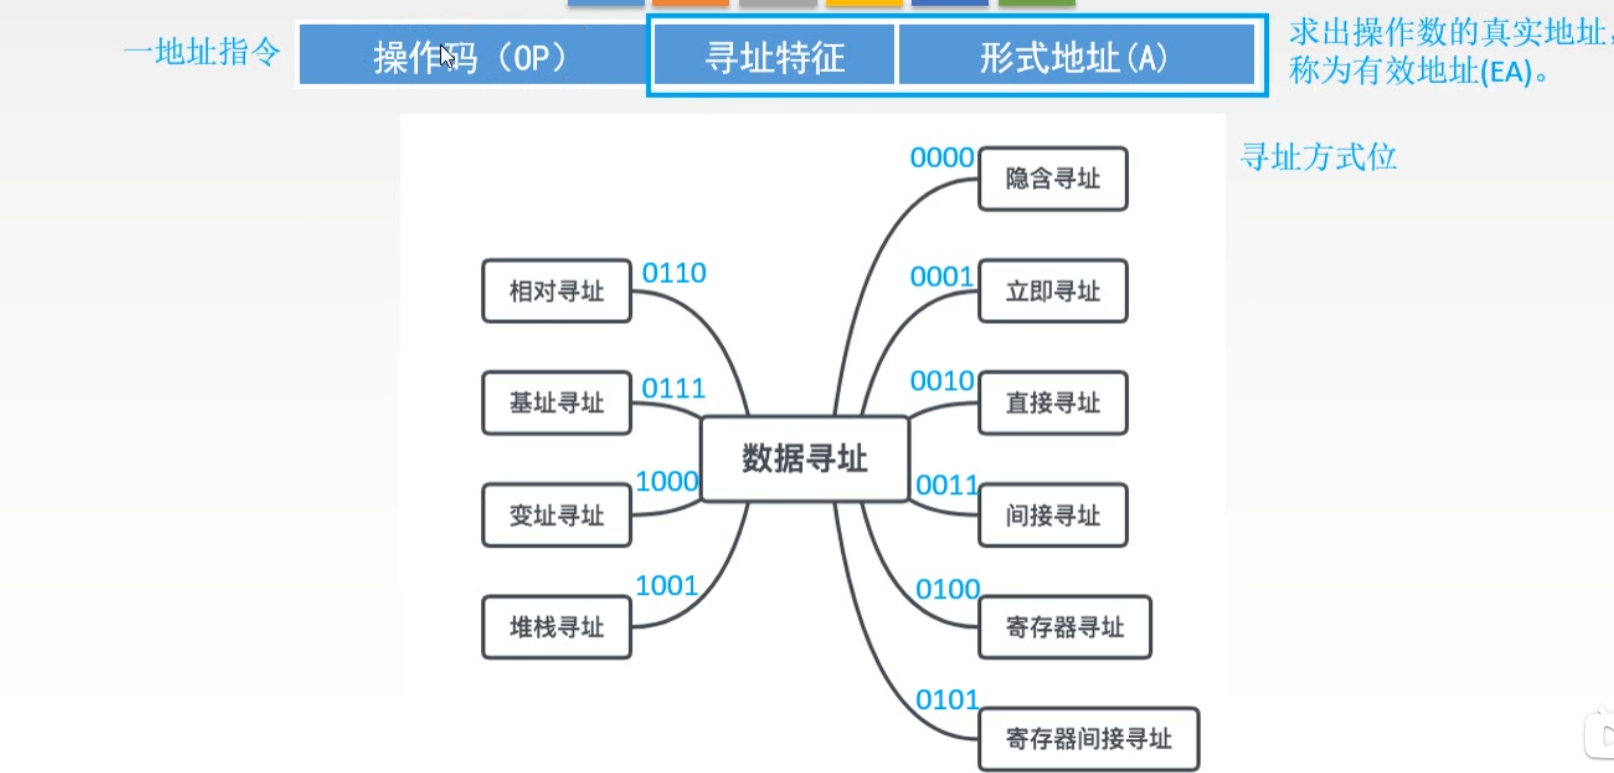 一地址指令
操作码（OP）
寻址特征
形式地址(A)
求出操作数的真实地址,
称为有效地址(EA)。
寻址方式位
0000
隐含寻址
0001
立即寻址
0010
直接寻址
0011
间接寻址
0100
寄存器寻址
0101
寄存器间接寻址
数据寻址
0110
相对寻址
0111
基址寻址
1000
变址寻址
1001
堆栈寻址